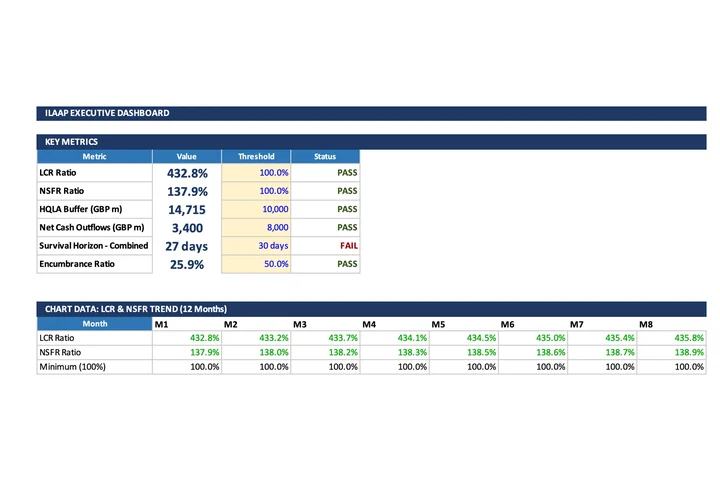 ILAAP EXECUTIVE DASHBOARD
KEY METRICS
Metric Value Threshold Status
LCR Ratio 432.8% 100.0% PASS
NSFR Ratio 137.9% 100.0% PASS
HQLA Buffer (GBP m) 14,715 10,000 PASS
Net Cash Outflows (GBP m) 3,400 8,000 PASS
Survival Horizon - Combined 27 days 30 days FAIL
Encumbrance Ratio 25.9% 50.0% PASS
CHART DATA: LCR & NSFR TREND (12 Months)
Month M1 M2 M3 M4 M5 M6 M7 M8
LCR Ratio 432.8% 433.2% 433.7% 434.1% 434.5% 435.0% 435.4% 435.8%
NSFR Ratio 137.9% 138.0% 138.2% 138.3% 138.5% 138.6% 138.7% 138.9%
Minimum (100%) 100.0% 100.0% 100.0% 100.0% 100.0% 100.0% 100.0% 100.0%